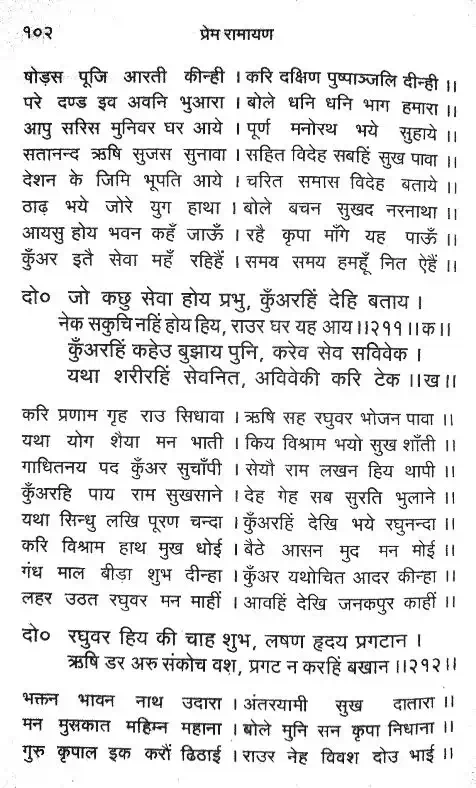 १०२ प्रेम रामायण
षोड्स पूजि आरती कीन्ही । करि दक्षिण पुष्पाञ्जलि दीन्ही ।।
परे दण्ड इव अवनि भुआरा । बोले धनि धनि भाग हमारा ।।
आपु सरिस मुनिवर घर आये । पूर्ण मनोरथ भये सुहाये ।।
सतानन्द ऋषि सुजस सुनावा । सहित विदेह सबहिं सुख पावा ।।
देशन के जिमि भूपति आये । चरित समास विदेह बताये ।।
ठाढ़ भये जोरे युग हाथा । बोले बचन सुखद नरनाथा ।।
आयसु होय भवन कहँ जाऊँ । रहै कृपा माँगे यह पाऊँ ।।
कुँअर इतै सेवा महँ रहिहैं । समय समय हमहूँ नित ऐहैं ।।
दो० जो कछु सेवा होय प्रभु, कुँअरहिं देहि बताय ।
नेक सकुचि नहिं होय हिय, राउर घर यह आय ।।२११ ।।क।।
कुँअरहिं कहेउ बुझाय पुनि, करेव सेव सविवेक ।
यथा शरीरहिं सेवनित, अविवेकी करि टेक ।।ख।।
करि प्रणाम गृह राउ सिधावा । ऋषि सह रघुवर भोजन पावा ।।
यथा योग शैया मन भाती । किय विश्राम भयो सुख शाँती ।।
गाधितनय पद कुँअर सुचाँपी । सेयौ राम लखन हिय थापी ।।
कुँअरहि पाय राम सुखसाने । देह गेह सब सुरति भुलाने ।।
यथा सिन्धु लखि पूरण चन्दा । कुँअरहिं देखि भये रघुनन्दा ।।
करि विश्राम हाथ मुख धोई । बैठे आसन मुद मन मोई ।।
गंध माल बीड़ा शुभ दीन्हा । कुँअर यथोचित आदर कीन्हा ।।
लहर उठत रघुवर मन माहीं । आवहिं देखि जनकपुर काहीं ।।
दो० रघुवर हिय की चाह शुभ, लषण हृदय प्रगटान ।
ऋषि डर अरु संकोच वश, प्रगट न करहिं बखान ।।२१२ ।।
भक्तन भावन नाथ उदारा । अंतरयामी सुख दातारा ।।
मन मुसकात महिम्न महाना । बोले मुनि सन कृपा निधाना ।।
गुरु कृपाल इक करौं ढिठाई । राउर नेह विवश दोउ भाई ।।